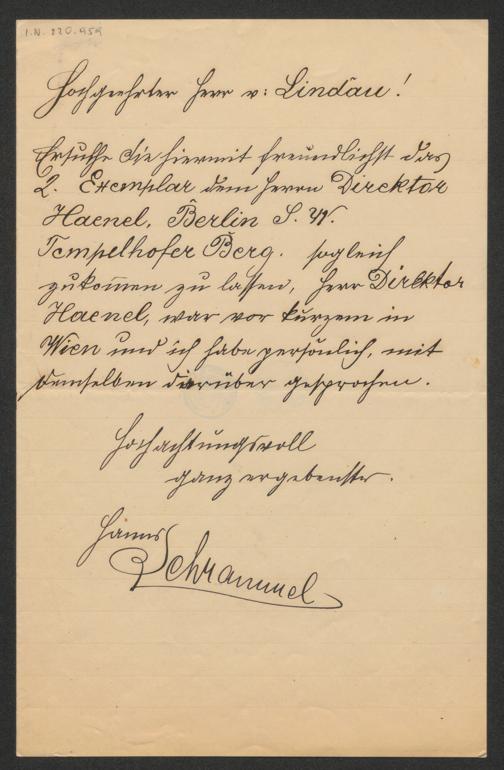 I.N. 220.959
Hochgeehrter Herr v: Lindau!
Ersuche Sie hiermit freundlichst das
2. Exemplar dem Herrn Direktor
Haenel, Berlin S. W.
Tempelhofer Berg. sogleich
zukommen zu lassen, Herr Direktor
Haenel, war vor kurzem in
Wien und ich habe persönlich, mit
demselben darüber gesprochen.
Hochachtungsvoll
ganz ergebenster.
Hanns
Schrammel